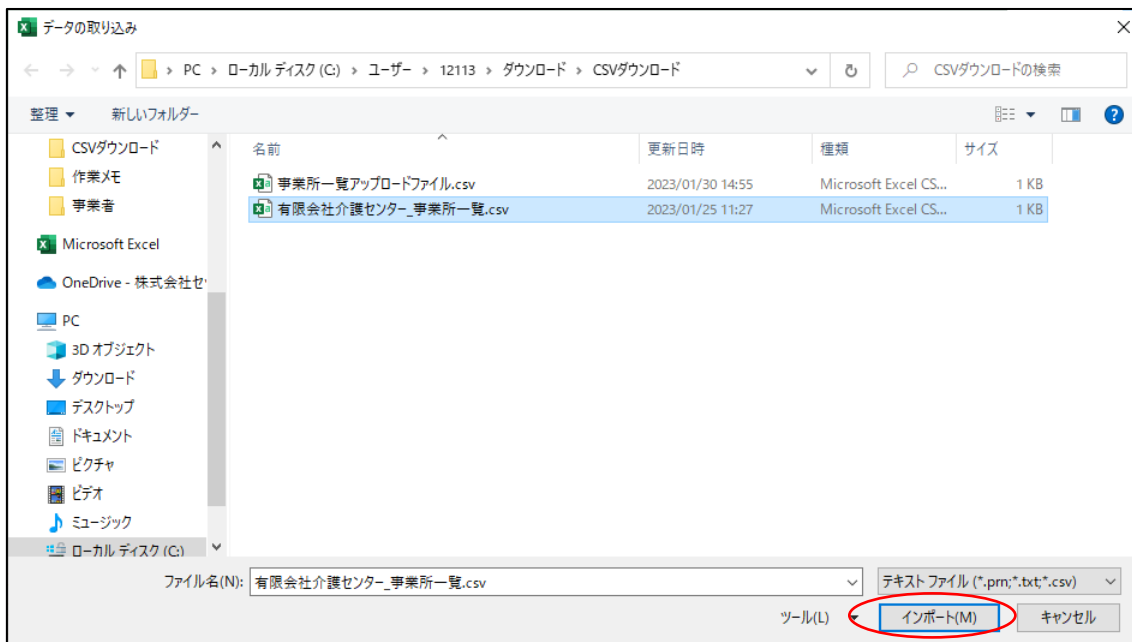 データの取り込み
PC › ローカル ディスク (C:) › ユーザー › 12113 › ダウンロード › CSVダウンロード
CSVダウンロードの検索
整理 新しいフォルダー
名前 更新日時 種類 サイズ
事業所一覧アップロードファイル.csv 2023/01/30 14:55 Microsoft Excel CS... 1 KB
有限会社介護センター_事業所一覧.csv 2023/01/25 11:27 Microsoft Excel CS... 1 KB
CSVダウンロード
作業メモ
事業者
Microsoft Excel
OneDrive - 株式会社セ
PC
3D オブジェクト
ダウンロード
デスクトップ
ドキュメント
ピクチャ
ビデオ
ミュージック
ローカル ディスク (C:)
ファイル名(N): 有限会社介護センター_事業所一覧.csv テキスト ファイル (*.prn;*.txt;*.csv)
ツール(L) インポート(M) キャンセル